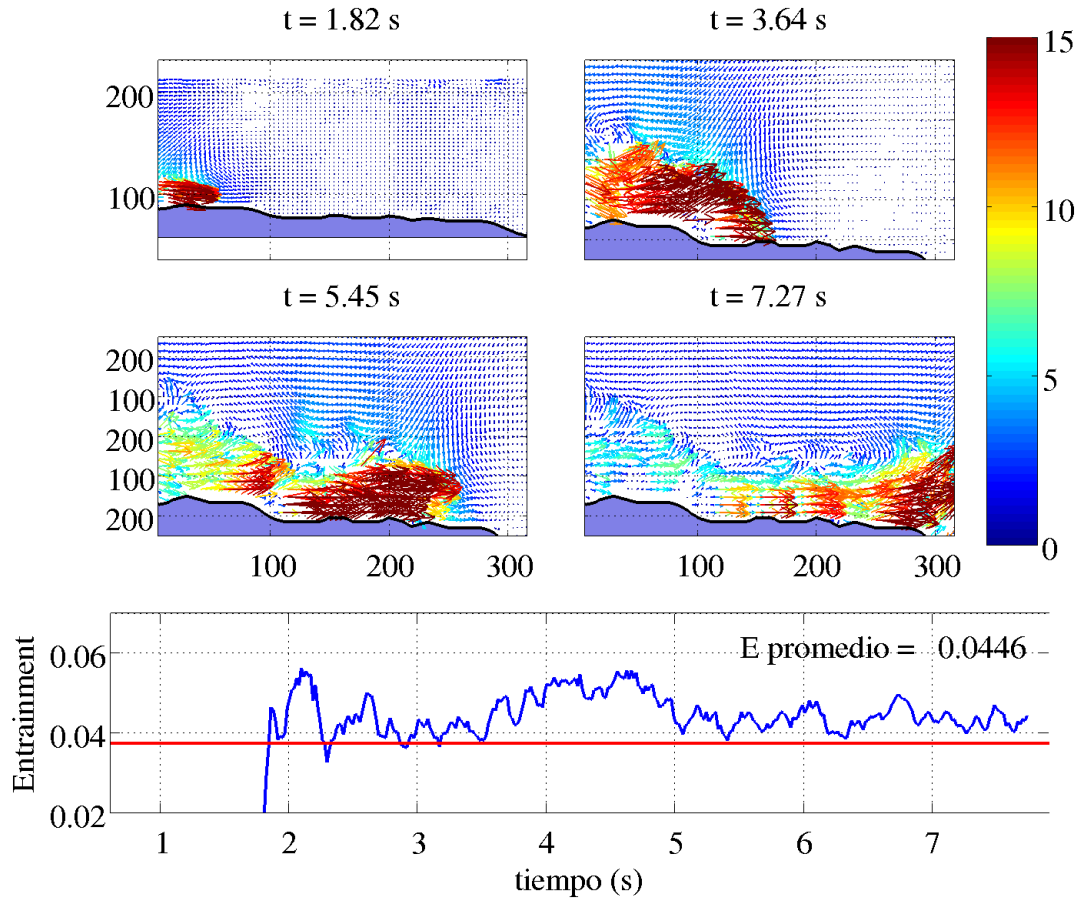 t = 1.82 s
t = 3.64 s
200
100
15
10
5
0
t = 5.45 s
t = 7.27 s
200
100
200
100
200
100 200 300
100 200 300
Entrainment
0.06
0.04
0.02
E promedio = 0.0446
1 2 3 4 5 6 7
tiempo (s)